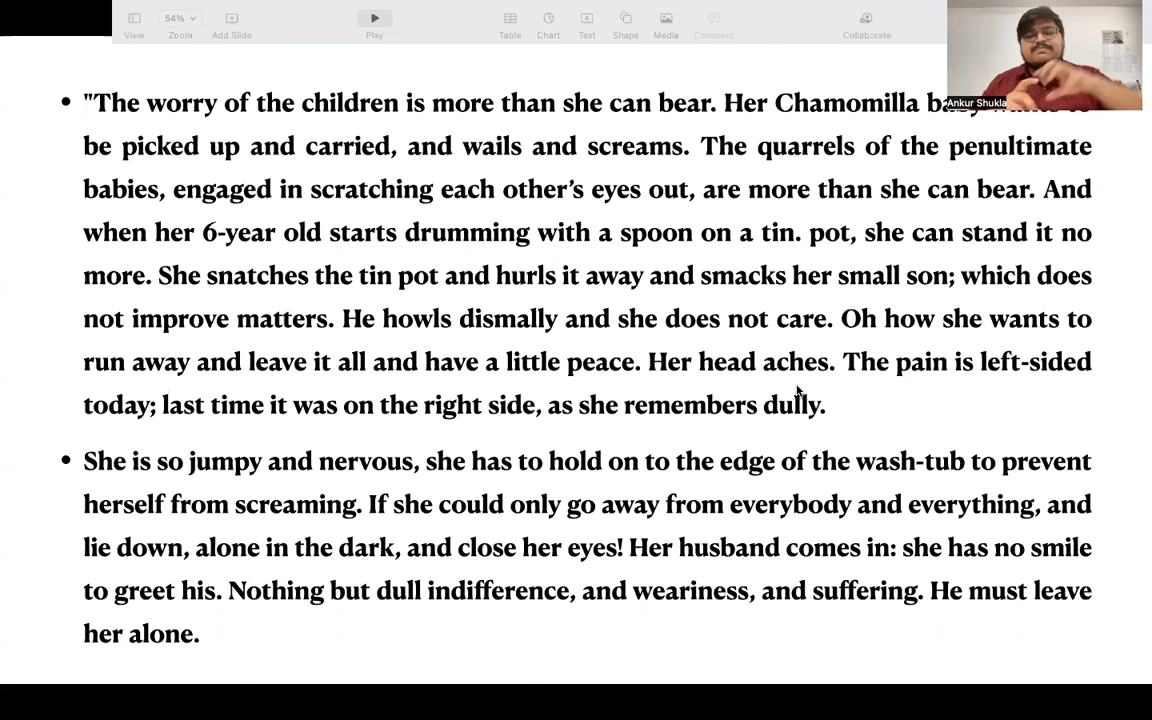 54%
View
Zoom
Add Slide
Play
Table
Chart
Text
Shape
Media
Comment
Collaborate
Ankur Shukla
• "The worry of the children is more than she can bear. Her Chamomilla
be picked up and carried, and wails and screams. The quarrels of the penultimate
babies, engaged in scratching each other’s eyes out, are more than she can bear. And
when her 6-year old starts drumming with a spoon on a tin. pot, she can stand it no
more. She snatches the tin pot and hurls it away and smacks her small son; which does
not improve matters. He howls dismally and she does not care. Oh how she wants to
run away and leave it all and have a little peace. Her head aches. The pain is left-sided
today; last time it was on the right side, as she remembers dully.
• She is so jumpy and nervous, she has to hold on to the edge of the wash-tub to prevent
herself from screaming. If she could only go away from everybody and everything, and
lie down, alone in the dark, and close her eyes! Her husband comes in: she has no smile
to greet his. Nothing but dull indifference, and weariness, and suffering. He must leave
her alone.